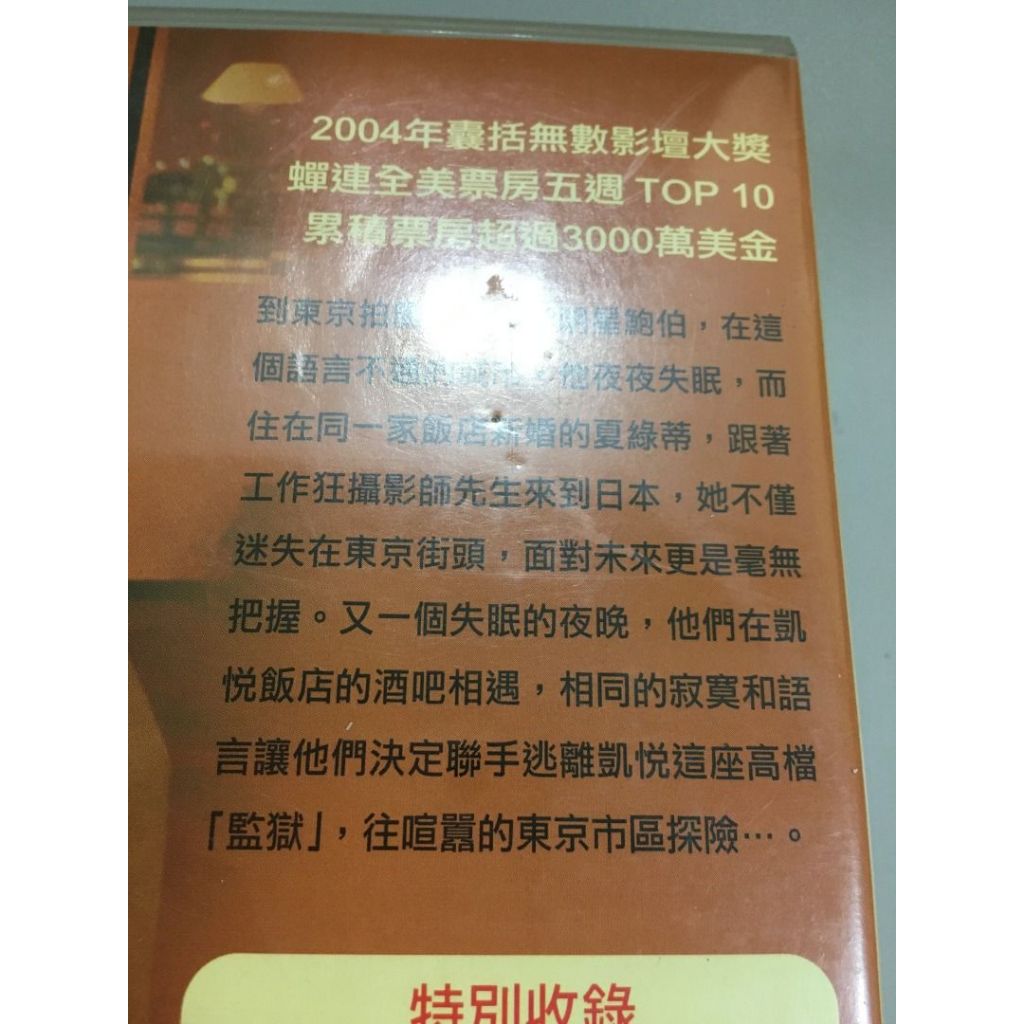 2004年囊括無數影壇大獎
蟬連全美票房五週 TOP 10
累積票房超過3000萬美金
到東京拍 鮑伯，在這
個語言不通 他夜夜失眠，而
住在同一家飯店新婚的夏綠蒂，跟著
工作狂攝影師先生來到日本，她不僅
迷失在東京街頭，面對未來更是毫無
把握。又一個失眠的夜晚，他們在凱
悅飯店的酒吧相遇，相同的寂寞和語
言讓他們決定聯手逃離凱悅這座高檔
「監獄」，往喧囂的東京市區探險…。
特別收錄